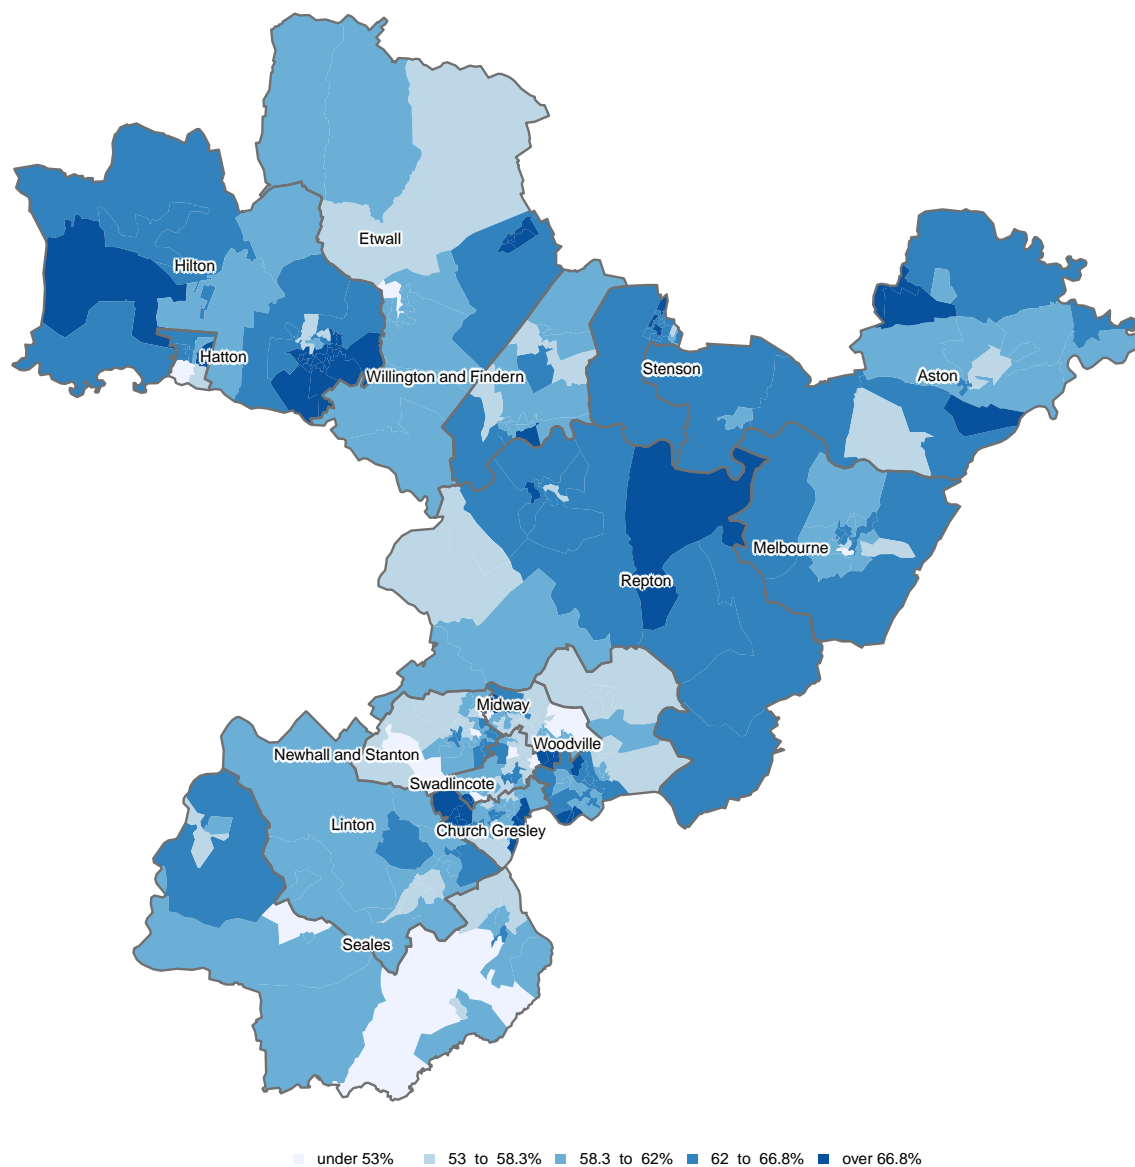 Etwall
Hilton
Hatton
Willington and Findern
Stenson
Aston
Melbourne
Repton
Midway
Woodville
Newhall and Stanton
Swadlincote
Linton
Church Gresley
Seales
under 53% 53 to 58.3% 58.3 to 62% 62 to 66.8% over 66.8%